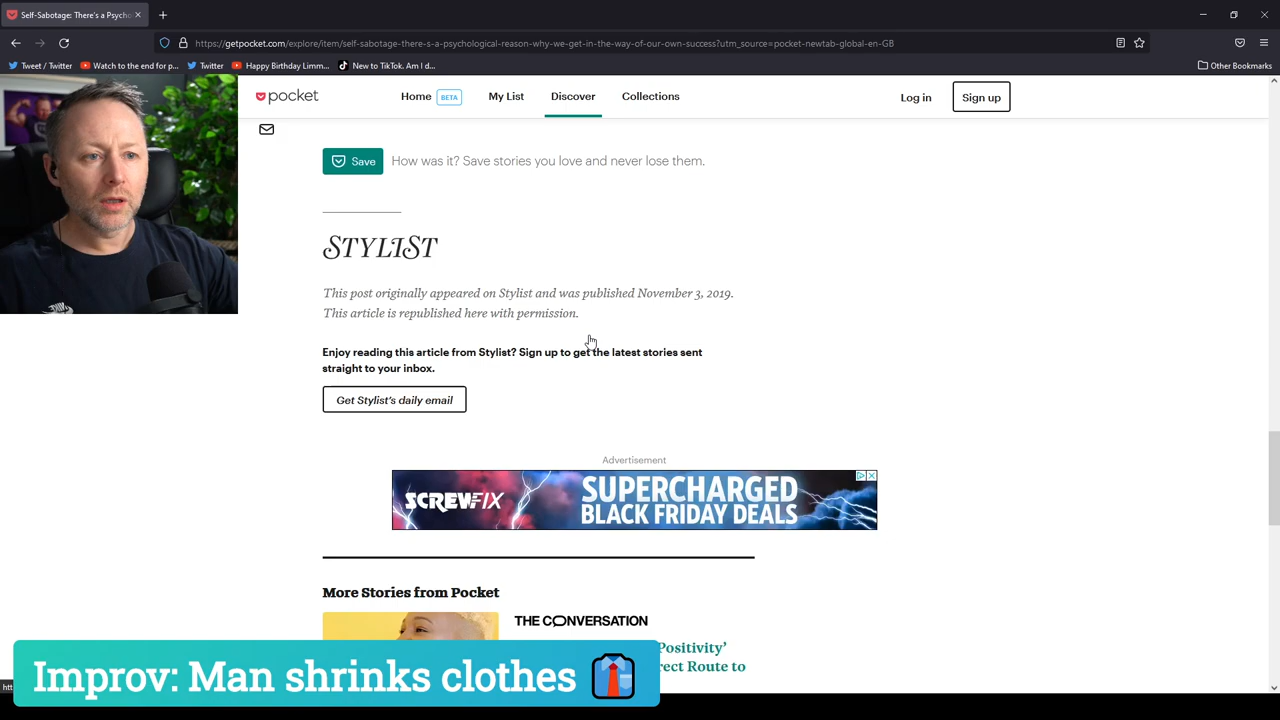 Self-Sabotage: There's a Psycho
https://getpocket.com/explore/item/self-sabotage-there-s-a-psychological-reason-why-we-get-in-the-way-of-our-own-success?utm_source=pocket-newtab-global-en-GB
Tweet / Twitter
Watch to the end for p...
Twitter
Happy Birthday Limm...
New to TikTok. Am I d...
Other Bookmarks
pocket
Home BETA
My List
Discover
Collections
Log in
Sign up
Save
How was it? Save stories you love and never lose them.
STYLIST
This post originally appeared on Stylist and was published November 3, 2019.
This article is republished here with permission.
Enjoy reading this article from Stylist? Sign up to get the latest stories sent
straight to your inbox.
Get Stylist's daily email
Advertisement
SCREWFIX
SUPERCHARGED
BLACK FRIDAY DEALS
More Stories from Pocket
THE CONVERSATION
Positivity’
rect Route to
Improv: Man shrinks clothes
htt